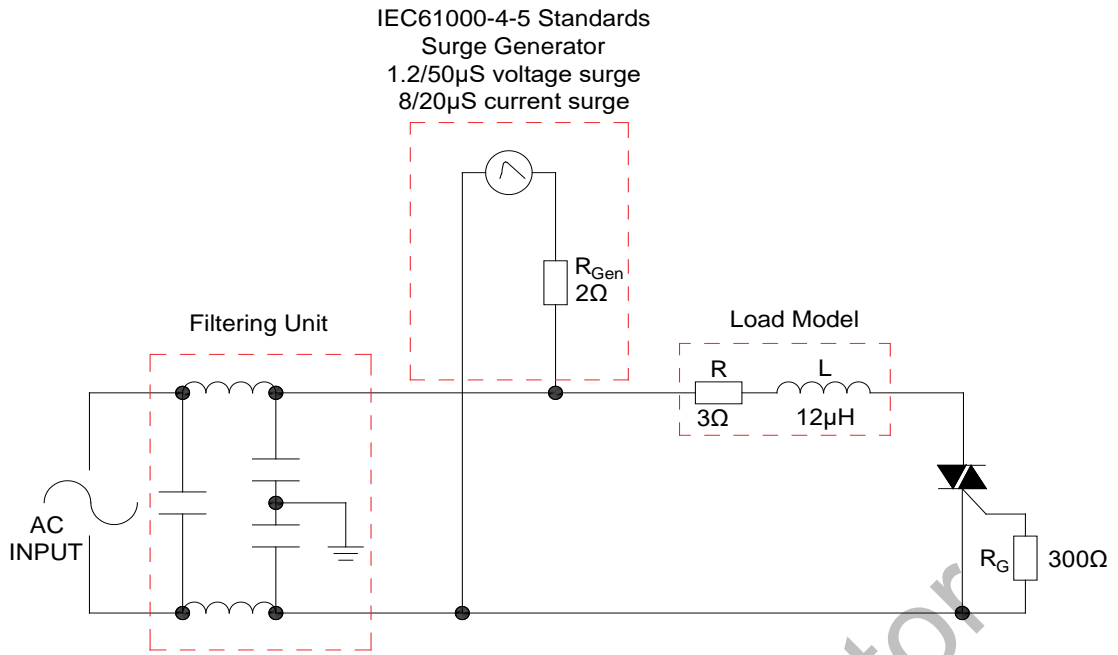 IEC61000-4-5 Standards
Surge Generator
1.2/50µS voltage surge
8/20µS current surge
R_Gen
2Ω
Filtering Unit
Load Model
R
L
3Ω
12µH
AC
INPUT
R_G
300Ω